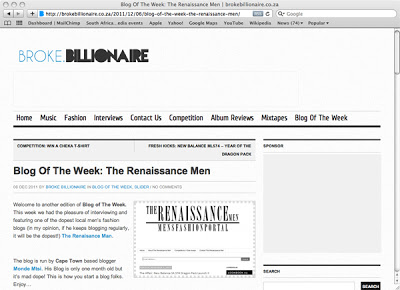 Blog Of The Week: The Renaissance Men | brokebillionaire.co.za
http://brokebillionaire.co.za/2011/12/06/blog-of-the-week-the-renaissance-men/
Google
Dashboard | MailChimp South Africa...edia events Apple Yahoo! Google Maps YouTube Wikipedia News (74) Popular
BROKE.BILLIONAIRE
Home Music Fashion Interviews Contact Us Competition Album Reviews Mixtapes Blog Of The Week
COMPETITION: WIN A CHEKA T-SHIRT
FRESH KICKS: NEW BALANCE ML574 – YEAR OF THE
DRAGON PACK
SPONSOR
Blog Of The Week: The Renaissance Men
06 DEC 2011 BY BROKE BILLIONAIRE IN BLOG OF THE WEEK, SLIDER / NO COMMENTS
Welcome to another edition of Blog of The Week.
This week we had the pleasure of interviewing and
featuring one of the dopest local men's fashion
blogs (in my opinion, if he keeps blogging regularly,
it will be the dopest!) The Renaissance Men.
THE RENAISSANCE MEN
MENSFASHIONPORTAL
The blog is run by Cape Town based blogger
Monde Mtsi. His Blog is only one month old but
it's mad dope! This is how you start a blog folks.
Enjoy...
SEARCH
SEARCH